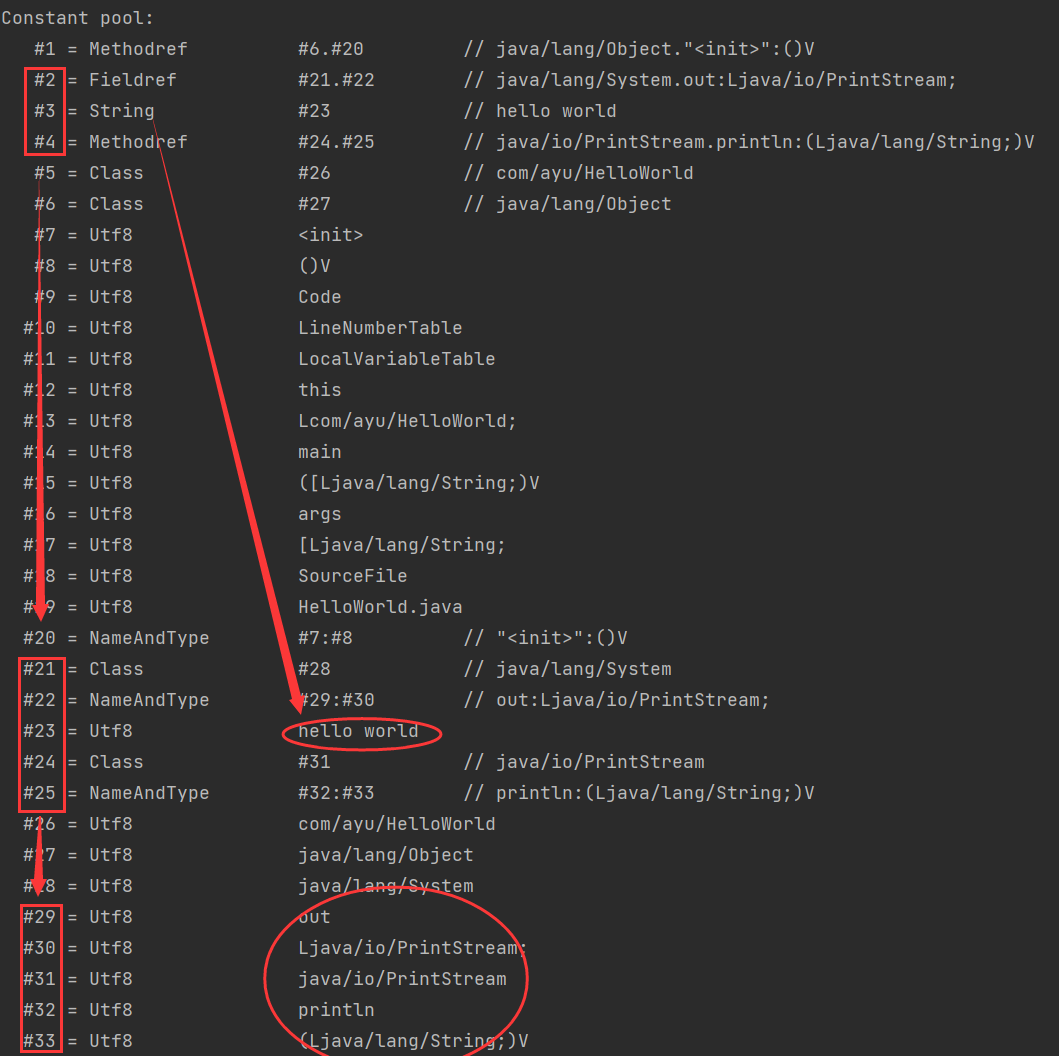 Constant pool:
#1 = Methodref #6.#20 // java/lang/Object."<init>":()V
#2 = Fieldref #21.#22 // java/lang/System.out:Ljava/io/PrintStream;
#3 = String #23 // hello world
#4 = Methodref #24.#25 // java/io/PrintStream.println:(Ljava/lang/String;)V
#5 = Class #26 // com/ayu/HelloWorld
#6 = Class #27 // java/lang/Object
#7 = Utf8 <init>
#8 = Utf8 ()V
#9 = Utf8 Code
#10 = Utf8 LineNumberTable
#11 = Utf8 LocalVariableTable
#12 = Utf8 this
#13 = Utf8 Lcom/ayu/HelloWorld;
#14 = Utf8 main
#15 = Utf8 ([Ljava/lang/String;)V
#16 = Utf8 args
#17 = Utf8 [Ljava/lang/String;
#18 = Utf8 SourceFile
#19 = Utf8 HelloWorld.java
#20 = NameAndType #7:#8 // "<init>":()V
#21 = Class #28 // java/lang/System
#22 = NameAndType #29:#30 // out:Ljava/io/PrintStream;
#23 = Utf8 hello world
#24 = Class #31 // java/io/PrintStream
#25 = NameAndType #32:#33 // println:(Ljava/lang/String;)V
#26 = Utf8 com/ayu/HelloWorld
#27 = Utf8 java/lang/Object
#28 = Utf8 java/lang/System
#29 = Utf8 out
#30 = Utf8 Ljava/io/PrintStream;
#31 = Utf8 java/io/PrintStream
#32 = Utf8 println
#33 = Utf8 (Ljava/lang/String;)V